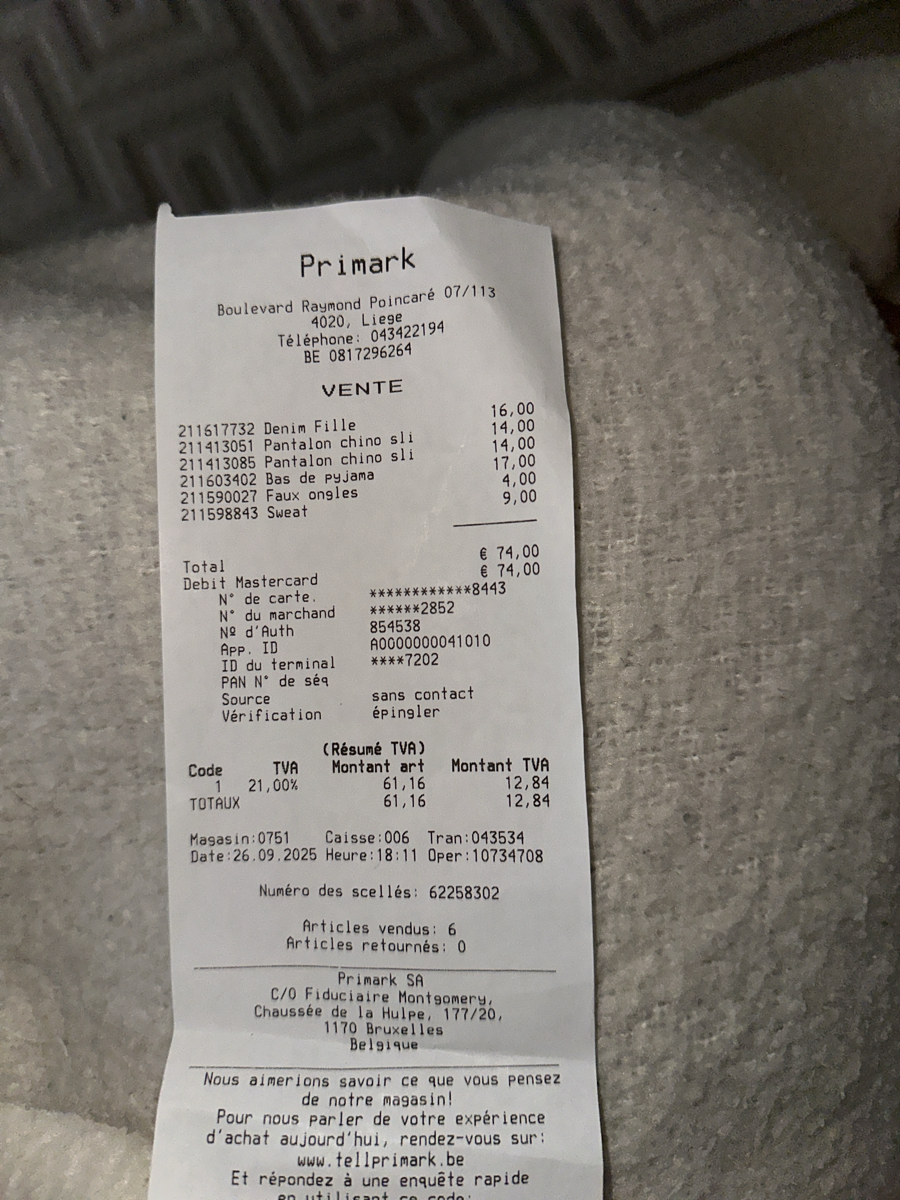 Primark
Boulevard Raymond Poincaré 07/113
4020, Liege
Téléphone: 043422194
BE 0817296264
VENTE
211617732 Denim Fille 16,00
211413051 Pantalon chino sli 14,00
211413085 Pantalon chino sli 14,00
211603402 Bas de pyjama 17,00
211590027 Faux ongles 4,00
211598843 Sweat 9,00
Total € 74,00
Debit Mastercard € 74,00
N° de carte. ************8443
N° du marchand ******2852
Nº d'Auth 854538
App. ID A0000000041010
ID du terminal ****7202
PAN N° de séq
Source sans contact
Vérification épingler
(Résumé TVA)
Code TVA Montant art Montant TVA
1 21,00% 61,16 12,84
TOTAUX 61,16 12,84
Magasin:0751 Caisse:006 Tran:043534
Date:26.09.2025 Heure:18:11 Oper:10734708
Numéro des scellés: 62258302
Articles vendus: 6
Articles retournés: 0
Primark SA
C/O Fiduciaire Montgomery,
Chaussée de la Hulpe, 177/20,
1170 Bruxelles
Belgique
Nous aimerions savoir ce que vous pensez
de notre magasin!
Pour nous parler de votre expérience
d'achat aujourd'hui, rendez-vous sur:
www.tellprimark.be
Et répondez à une enquête rapide
en utilisant ce code: